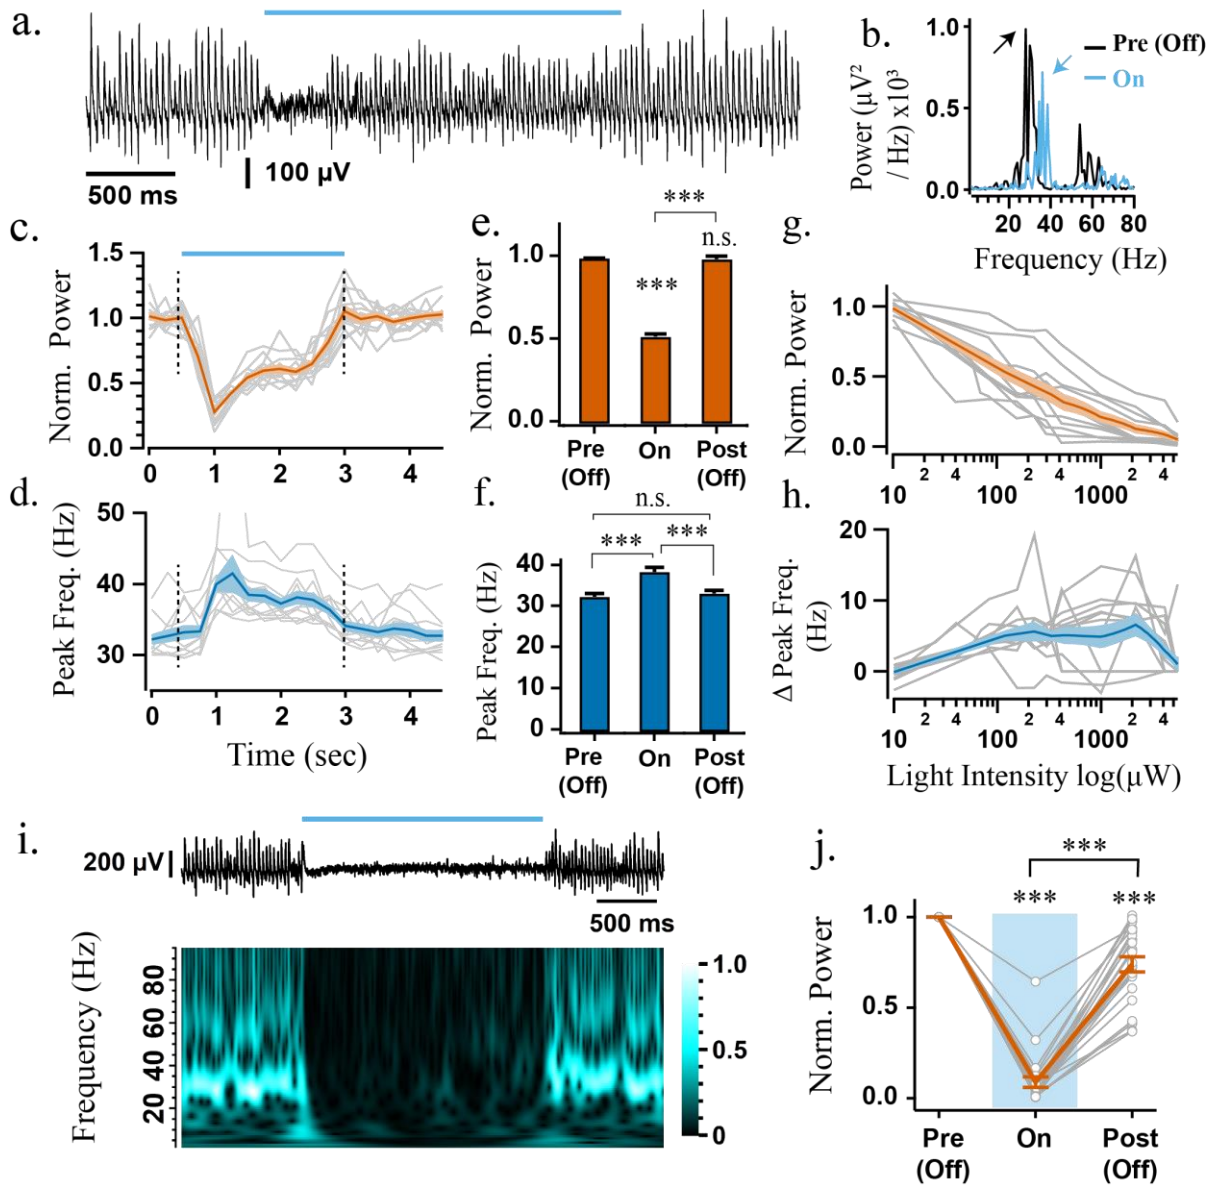 a.
500 ms
100 µV
b.
Power (µV²
/ Hz) x10³
1.0
0.5
0.0
20 40 60 80
Frequency (Hz)
Pre (Off)
On
c.
Norm. Power
1.5
1.0
0.5
0.0
0 1 2 3 4
d.
Peak Freq. (Hz)
50
40
30
0 1 2 3 4
Time (sec)
e.
Norm. Power
1.0
0.5
0.0
***
***
n.s.
Pre
(Off)
On
Post
(Off)
f.
Peak Freq. (Hz)
40
30
20
10
0
n.s.
***
***
Pre
(Off)
On
Post
(Off)
g.
Norm. Power
1.0
0.5
0.0
10 2 4 100 2 4 1000 2 4
h.
Δ Peak Freq.
(Hz)
20
10
0
10 2 4 100 2 4 1000 2 4
Light Intensity log(µW)
i.
200 µV
500 ms
Frequency (Hz)
80
60
40
20
1.0
0.5
0
j.
Norm. Power
1.0
0.5
0.0
***
***
***
Pre
(Off)
On
Post
(Off)